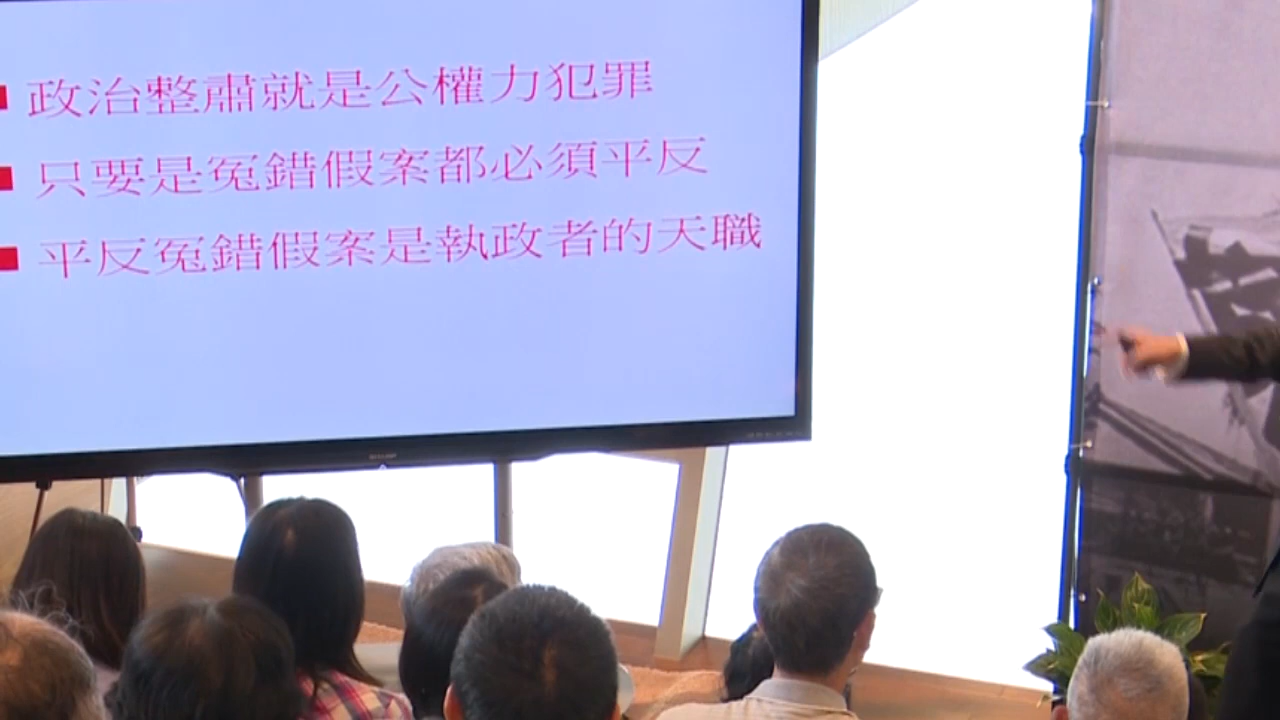 政治整肅就是公權力犯罪
只要是冤錯假案都必須平反
平反冤錯假案是執政者的天職